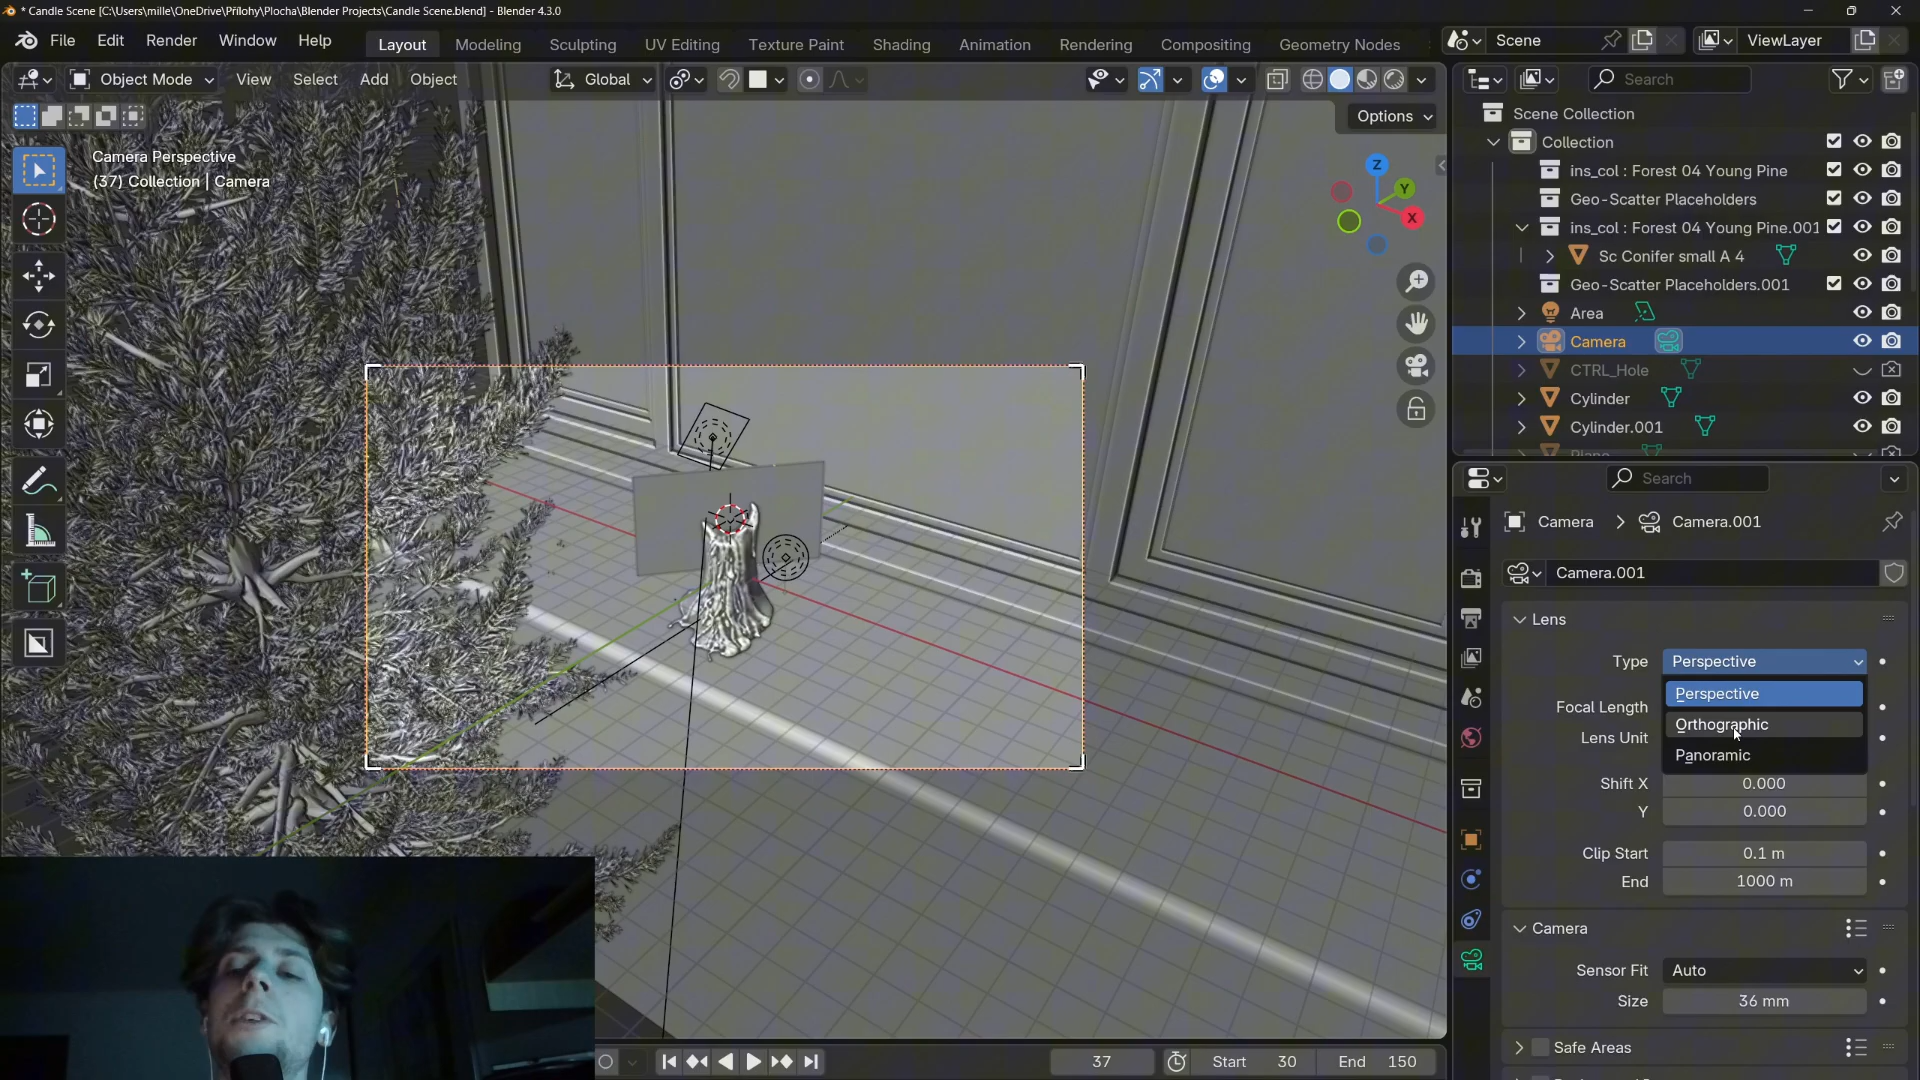 * Candle Scene [C:\Users\mille\OneDrive\Přílohy\Plocha\Blender Projects\Candle Scene.blend] - Blender 4.3.0
File Edit Render Window Help Layout Modeling Sculpting UV Editing Texture Paint Shading Animation Rendering Compositing Geometry Nodes
Scene
ViewLayer
Object Mode View Select Add Object Global
Options
Camera Perspective
(37) Collection | Camera
Z
Y
X
Search
Scene Collection
Collection
ins_col : Forest 04 Young Pine
Geo-Scatter Placeholders
ins_col : Forest 04 Young Pine.001
Sc Conifer small A 4
Geo-Scatter Placeholders.001
Area
Camera
CTRL_Hole
Cylinder
Cylinder.001
Search
Camera Camera.001
Camera.001
Lens
Type Perspective
Perspective
Orthographic
Panoramic
Focal Length
Lens Unit
Shift X 0.000
Y 0.000
Clip Start 0.1 m
End 1000 m
Camera
Sensor Fit Auto
Size 36 mm
Safe Areas
37 Start 30 End 150